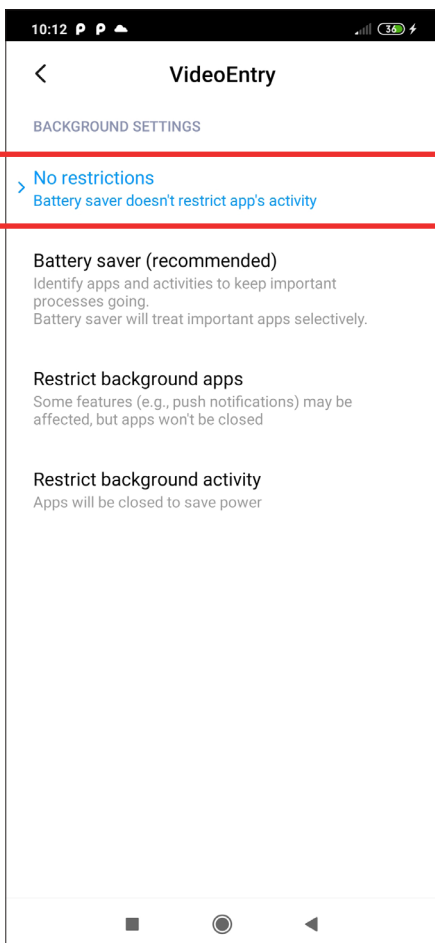 10:12
36
VideoEntry
BACKGROUND SETTINGS
No restrictions
Battery saver doesn't restrict app's activity
Battery saver (recommended)
Identify apps and activities to keep important
processes going.
Battery saver will treat important apps selectively.
Restrict background apps
Some features (e.g., push notifications) may be
affected, but apps won't be closed
Restrict background activity
Apps will be closed to save power